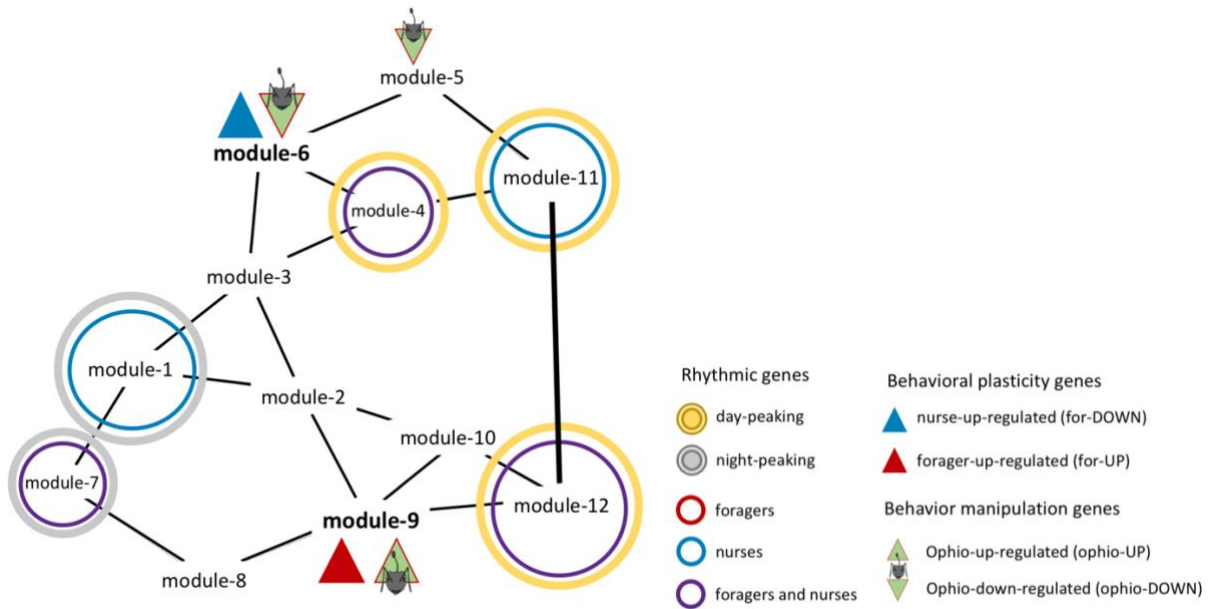 module-5
module-6
module-11
module-4
module-3
module-1
module-2
module-10
module-7
module-12
module-9
module-8
Rhythmic genes
day-peaking
night-peaking
foragers
nurses
foragers and nurses
Behavioral plasticity genes
nurse-up-regulated (for-DOWN)
forager-up-regulated (for-UP)
Behavior manipulation genes
Ophio-up-regulated (ophio-UP)
Ophio-down-regulated (ophio-DOWN)